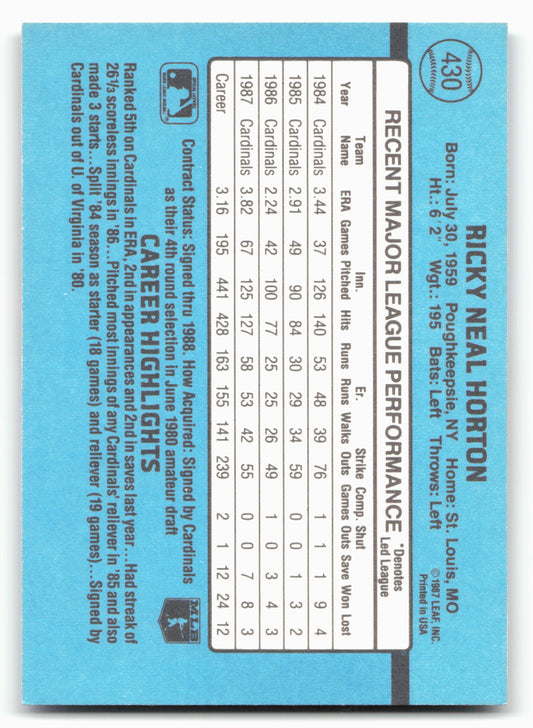 430
RICKY NEAL HORTON
Born: July 30, 1959 Poughkeepsie, NY Home: St. Louis, MO
Ht.: 6' 2" Wgt.: 195 Bats: Left Throws: Left
©1987 LEAF, INC.
Printed in USA
RECENT MAJOR LEAGUE PERFORMANCE
*Denotes
Led League
Team Inn. Er. Strike Comp. Shut
Year Name ERA Games Pitched Hits Runs Runs Walks Outs Games Outs Save Won Lost
1984 Cardinals 3.44 37 126 140 53 48 39 76 1 1 1 9 4
1985 Cardinals 2.91 49 90 84 30 29 34 59 0 0 1 3 2
1986 Cardinals 2.24 42 100 77 25 25 26 49 1 0 3 4 3
1987 Cardinals 3.82 67 125 127 58 53 42 55 0 0 7 8 3
Career 3.16 195 441 428 163 155 141 239 2 1 12 24 12
Contract Status: Signed thru 1988. How Acquired: Signed by Cardinals
as their 4th round selection in June 1980 amateur draft
MLB
CAREER HIGHLIGHTS
Ranked 5th on Cardinals in ERA, 2nd in appearances and 2nd in saves last year...Had streak of
26⅓ scoreless innings in '86...Pitched most innings of any Cardinals' reliever in '85 and also
made 3 starts...Split '84 season as starter (18 games) and reliever (19 games)...Signed by
Cardinals out of U. of Virginia in '80.